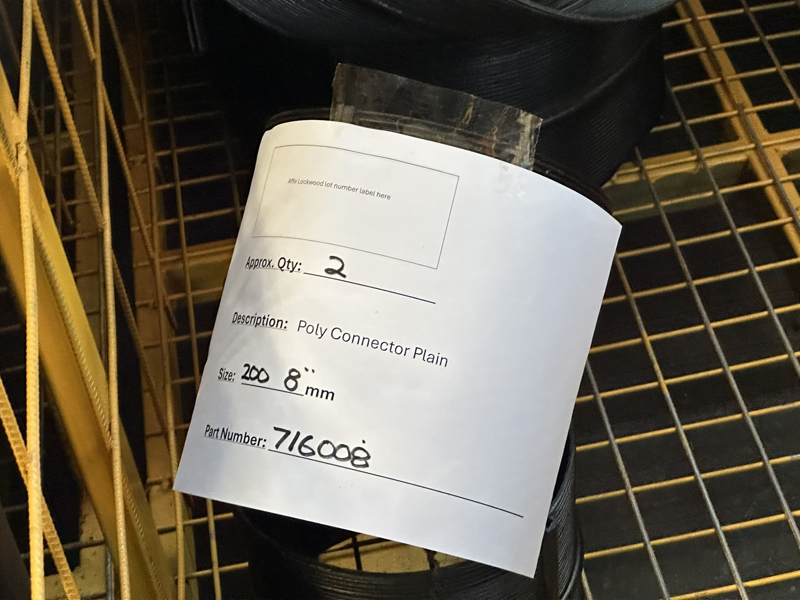 Affix Lockwood lot number label here
Approx. Qty: 2
Description: Poly Connector Plain
Size: 200 8" mm
Part Number: 716008